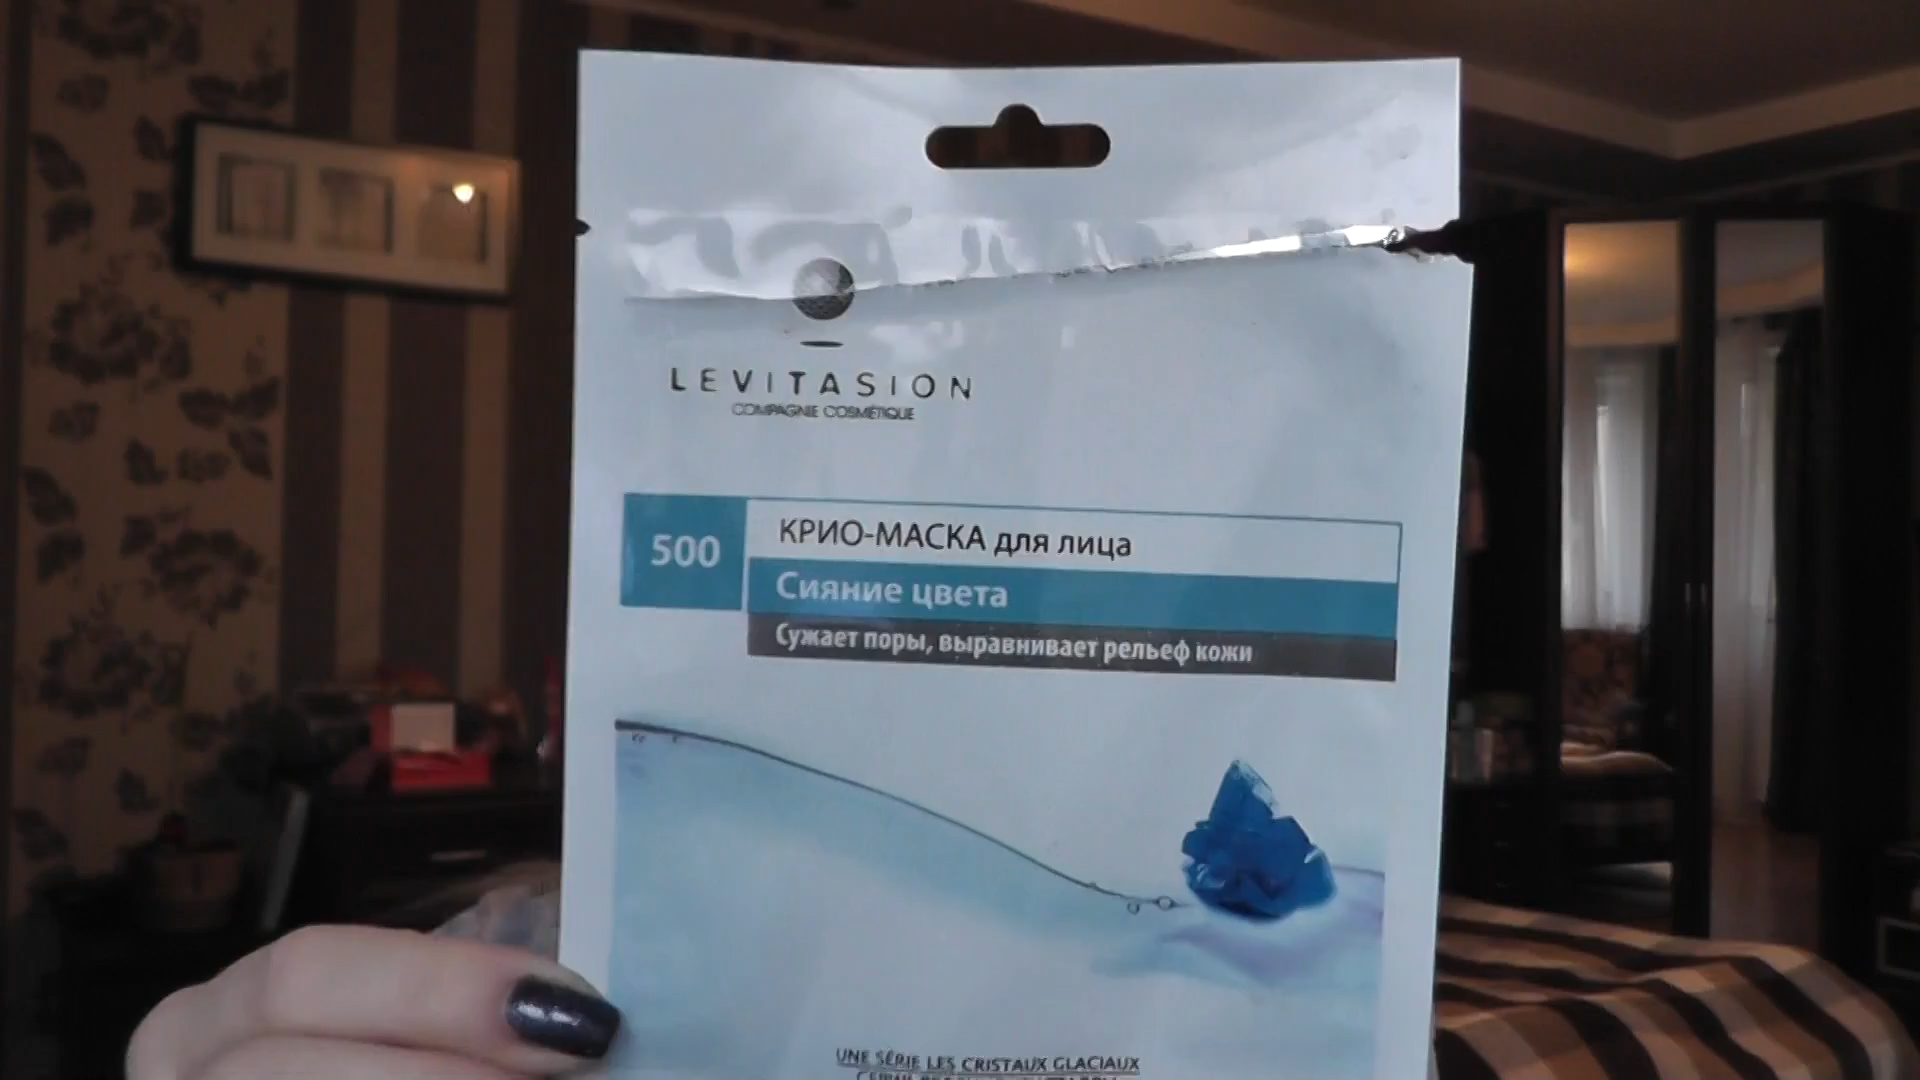 LEVITASION
COMPAGNIE COSMÉTIQUE
500
КРИО-МАСКА для лица
Сияние цвета
Сужает поры, выравнивает рельеф кожи
UNE SÉRIE LES CRISTAUX GLACIAUX